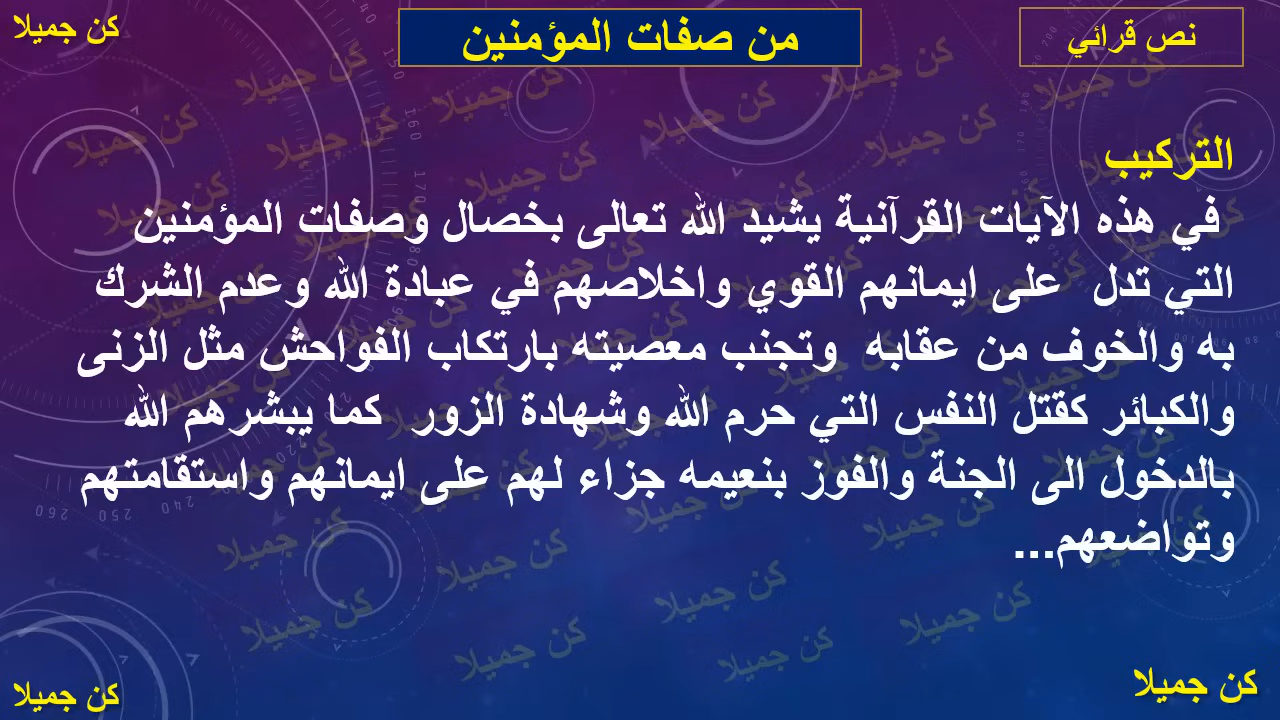 نص قرائي
من صفات المؤمنين
كن جميلا
التركيب
في هذه الآيات القرآنية يشيد الله تعالى بخصال وصفات المؤمنين
التي تدل على ايمانهم القوي واخلاصهم في عبادة الله وعدم الشرك
به والخوف من عقابه وتجنب معصيته بارتكاب الفواحش مثل الزنى
والكبائر كقتل النفس التي حرم الله وشهادة الزور كما يبشرهم الله
بالدخول الى الجنة والفوز بنعيمه جزاء لهم على ايمانهم واستقامتهم
وتواضعهم...
كن جميلا
كن جميلا